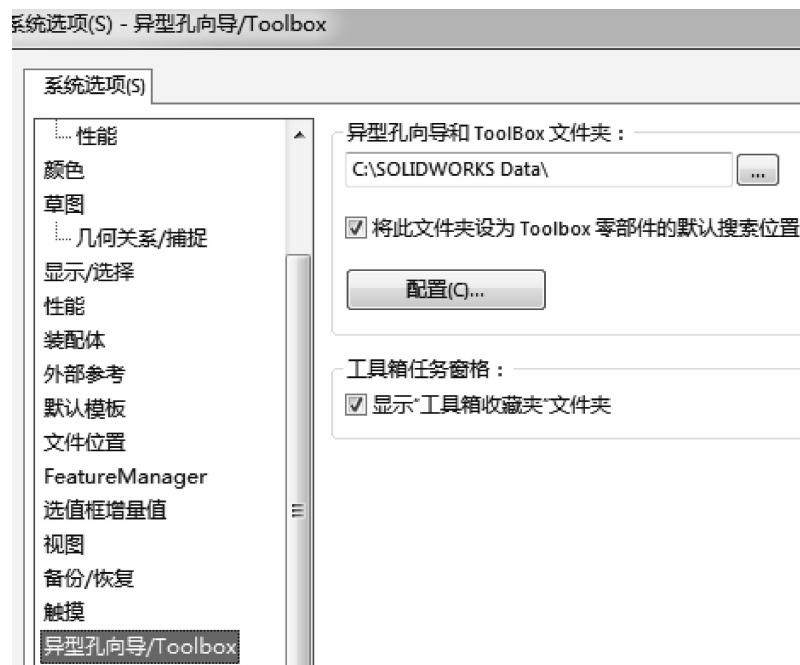 系统选项(S) - 异型孔向导/Toolbox
系统选项(S)
性能
颜色
草图
几何关系/捕捉
显示/选择
性能
装配体
外部参考
默认模板
文件位置
FeatureManager
选值框增量值
视图
备份/恢复
触摸
异型孔向导/Toolbox
异型孔向导和 ToolBox 文件夹：
C:\SOLIDWORKS Data\
...
将此文件夹设为 Toolbox 零部件的默认搜索位置
配置(C)...
工具箱任务窗格：
显示“工具箱收藏夹”文件夹